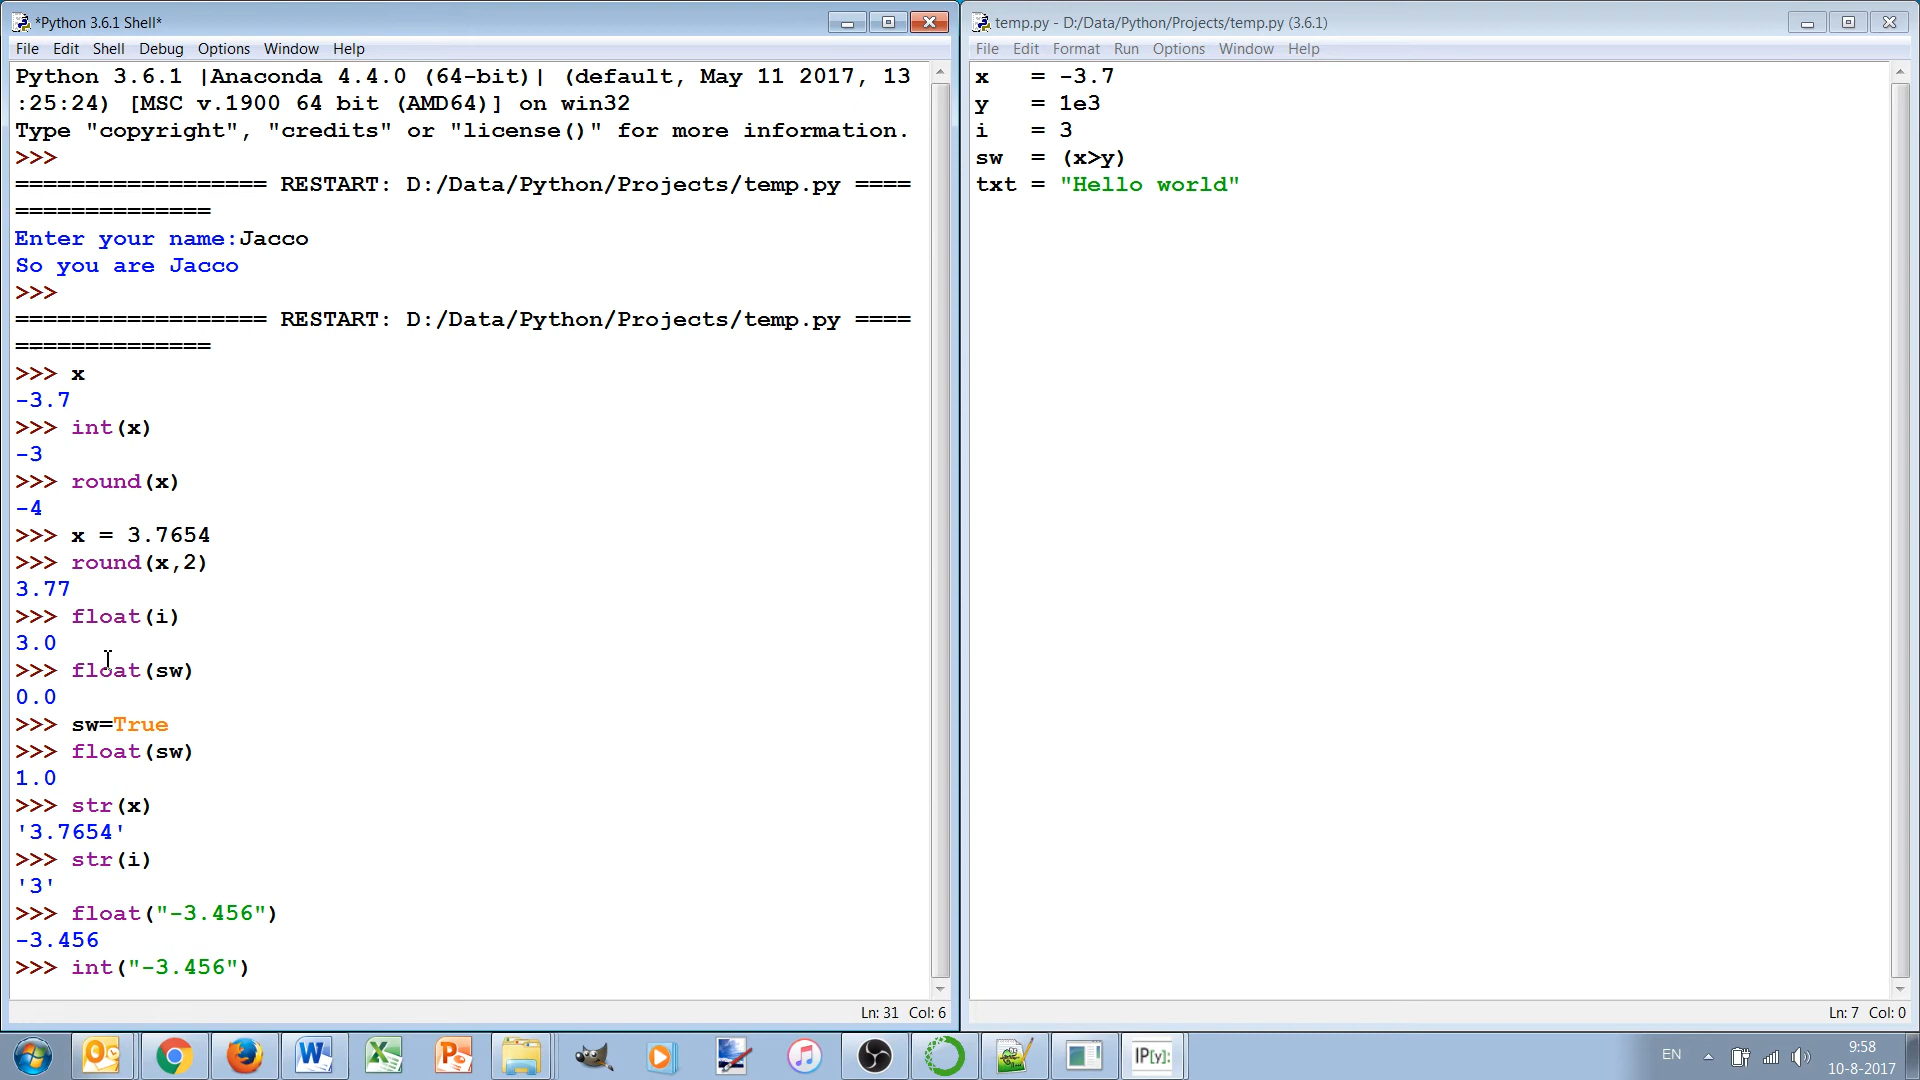 *Python 3.6.1 Shell*
File Edit Shell Debug Options Window Help
Python 3.6.1 |Anaconda 4.4.0 (64-bit)| (default, May 11 2017, 13
:25:24) [MSC v.1900 64 bit (AMD64)] on win32
Type "copyright", "credits" or "license()" for more information.
>>>
================== RESTART: D:/Data/Python/Projects/temp.py ====
==============
Enter your name:Jacco
So you are Jacco
>>>
================== RESTART: D:/Data/Python/Projects/temp.py ====
==============
>>> x
-3.7
>>> int(x)
-3
>>> round(x)
-4
>>> x = 3.7654
>>> round(x,2)
3.77
>>> float(i)
3.0
>>> float(sw)
0.0
>>> sw=True
>>> float(sw)
1.0
>>> str(x)
'3.7654'
>>> str(i)
'3'
>>> float("-3.456")
-3.456
>>> int("-3.456")
Ln: 31 Col: 6
temp.py - D:/Data/Python/Projects/temp.py (3.6.1)
File Edit Format Run Options Window Help
x   = -3.7
y   = 1e3
i   = 3
sw  = (x>y)
txt = "Hello world"
Ln: 7 Col: 0
IP[y]:
EN
9:58
10-8-2017